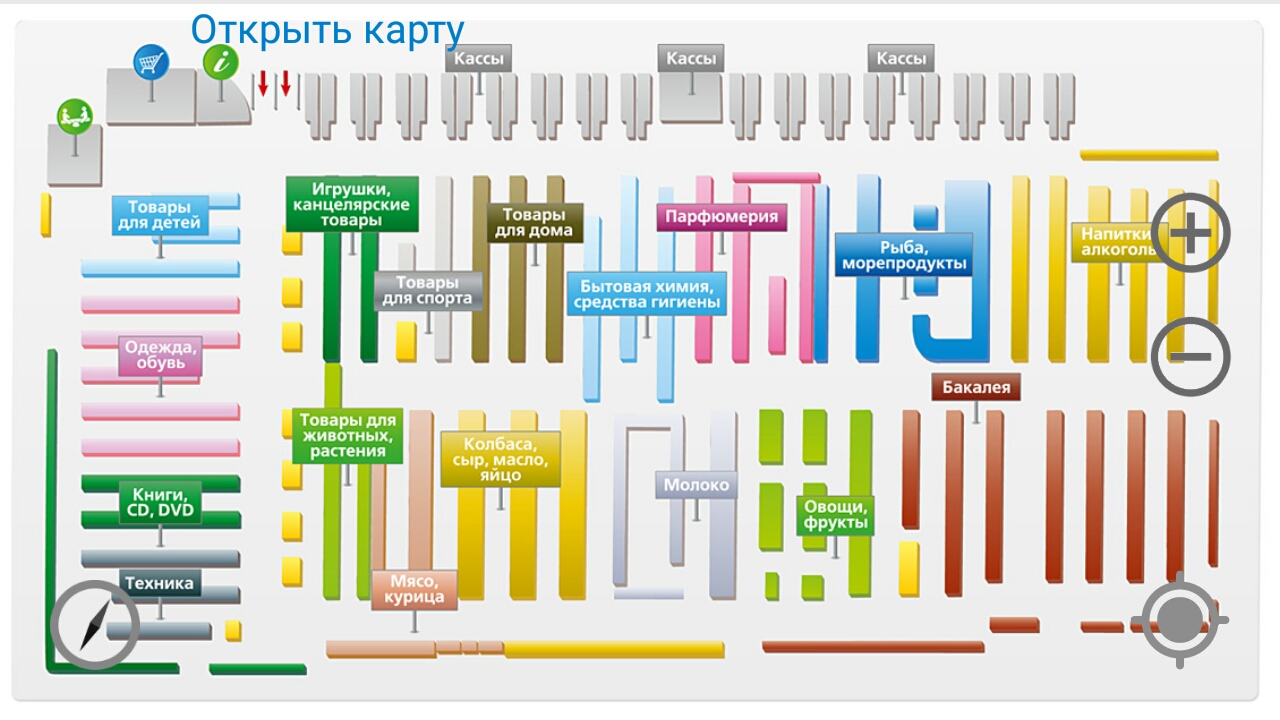 Открыть карту
Кассы
Кассы
Кассы
Товары
для детей
Игрушки,
канцелярские
товары
Товары
для дома
Парфюмерия
Рыба,
морепродукты
Напитки,
алкоголь
Товары
для спорта
Бытовая химия,
средства гигиены
Одежда,
обувь
Бакалея
Товары для
животных,
растения
Колбаса,
сыр, масло,
яйцо
Молоко
Овощи,
фрукты
Книги,
CD, DVD
Техника
Мясо,
курица